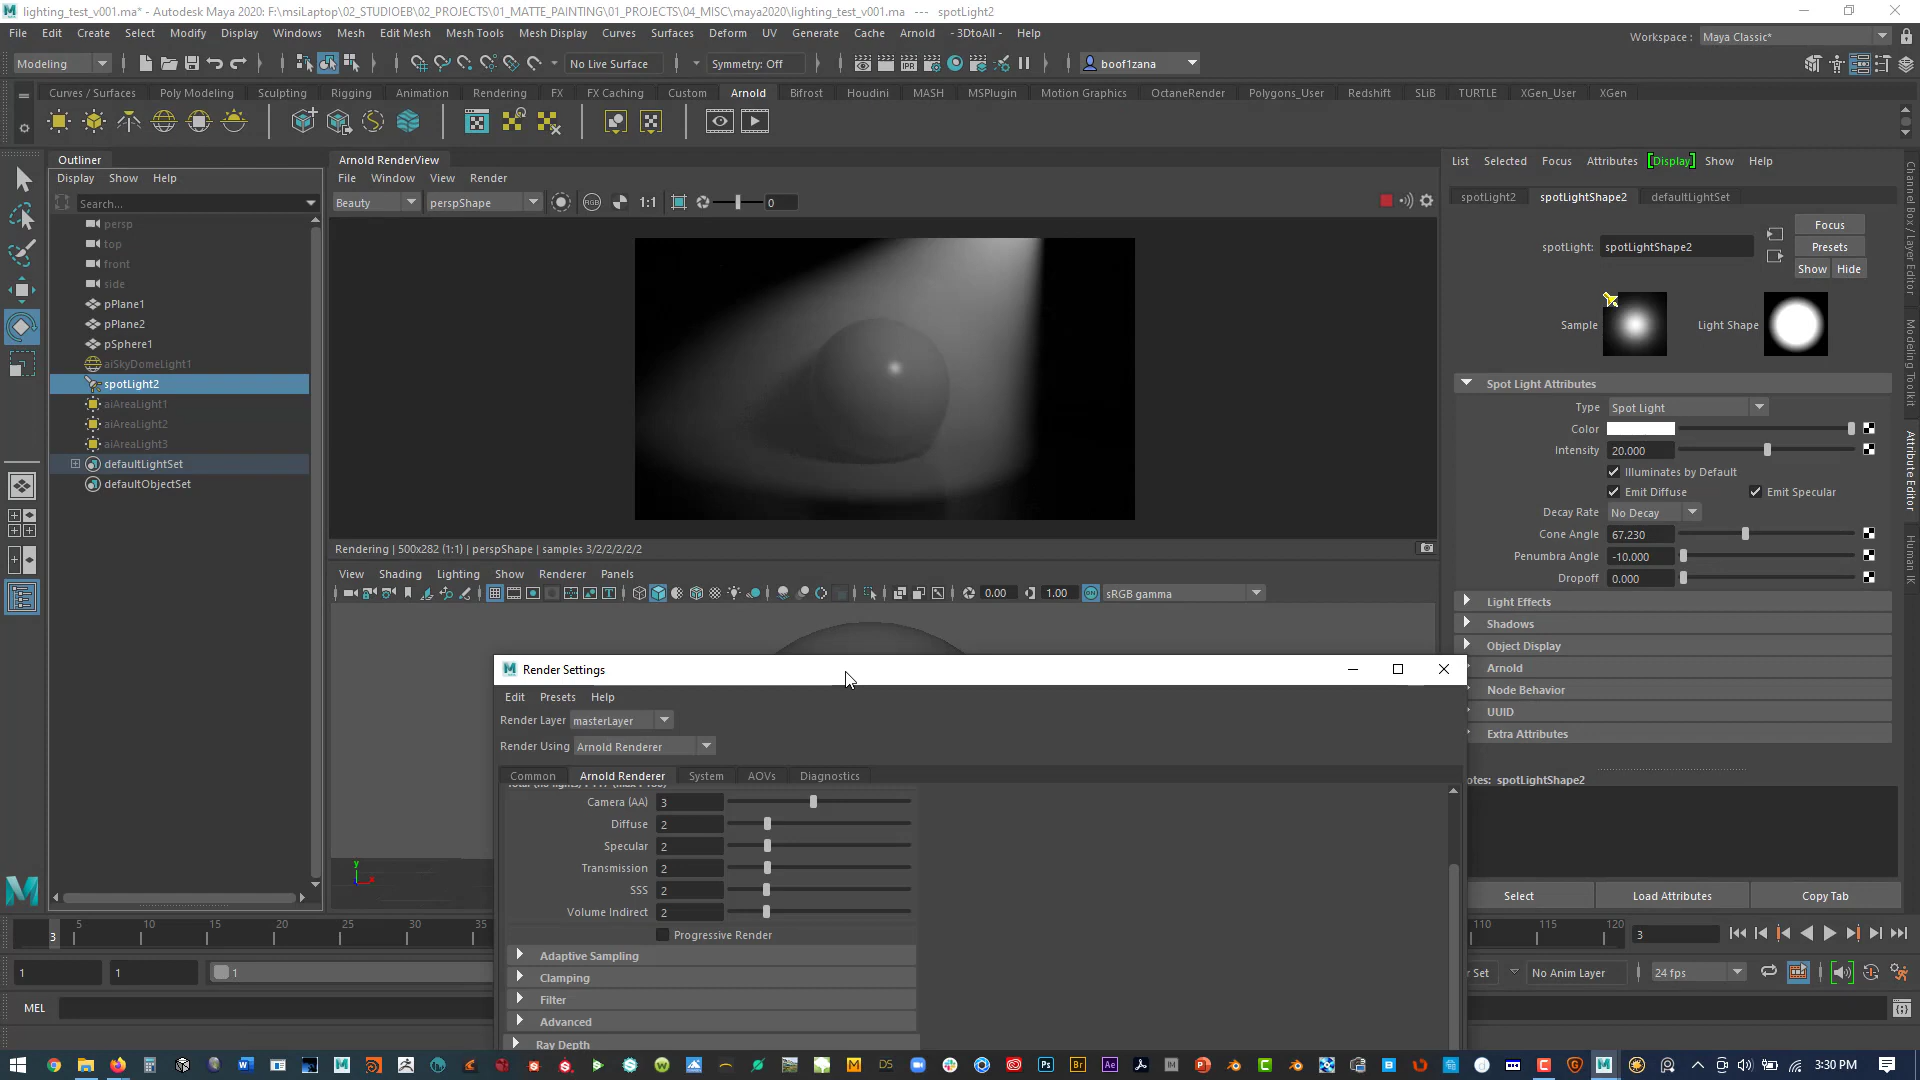 lighting_test_v001.ma* - Autodesk Maya 2020: F:\msiLaptop\02_STUDIOEB\02_PROJECTS\01_MATTE_PAINTING\01_PROJECTS\04_MISC\maya2020\lighting_test_v001.ma --- spotLight2
File Edit Create Select Modify Display Windows Mesh Edit Mesh Mesh Tools Mesh Display Curves Surfaces Deform UV Generate Cache Arnold - 3DtoAll - Help
Workspace : Maya Classic*
Modeling No Live Surface Symmetry: Off boof1zana
Curves / Surfaces Poly Modeling Sculpting Rigging Animation Rendering FX FX Caching Custom Arnold Bifrost Houdini MASH MSPlugin Motion Graphics OctaneRender Polygons_User Redshift SLiB TURTLE XGen_User XGen
Outliner
Display Show Help
Search...
persp
top
front
side
pPlane1
pPlane2
pSphere1
aiSkyDomeLight1
spotLight2
aiAreaLight1
aiAreaLight2
aiAreaLight3
defaultLightSet
defaultObjectSet
Arnold RenderView
File Window View Render
Beauty perspShape RGB 1:1 0
Rendering | 500x282 (1:1) | perspShape | samples 3/2/2/2/2/2
View Shading Lighting Show Renderer Panels
0.00 1.00 ON sRGB gamma
y
x
Render Settings
Edit Presets Help
Render Layer masterLayer
Render Using Arnold Renderer
Common Arnold Renderer System AOVs Diagnostics
Camera (AA) 3
Diffuse 2
Specular 2
Transmission 2
SSS 2
Volume Indirect 2
Progressive Render
Adaptive Sampling
Clamping
Filter
Advanced
Ray Depth
List Selected Focus Attributes [Display] Show Help
spotLight2 spotLightShape2 defaultLightSet
Focus
spotLight: spotLightShape2 Presets
Show Hide
Sample Light Shape
Spot Light Attributes
Type Spot Light
Color
Intensity 20.000
Illuminates by Default
Emit Diffuse Emit Specular
Decay Rate No Decay
Cone Angle 67.230
Penumbra Angle -10.000
Dropoff 0.000
Light Effects
Shadows
Object Display
Arnold
Node Behavior
UUID
Extra Attributes
otes: spotLightShape2
Select Load Attributes Copy Tab
Channel Box / Layer Editor
Modeling Toolkit
Attribute Editor
Human IK
3 5 10 15 20 25 30 35 110 115 120 3
1 1 1 r Set No Anim Layer 24 fps
MEL
3:30 PM